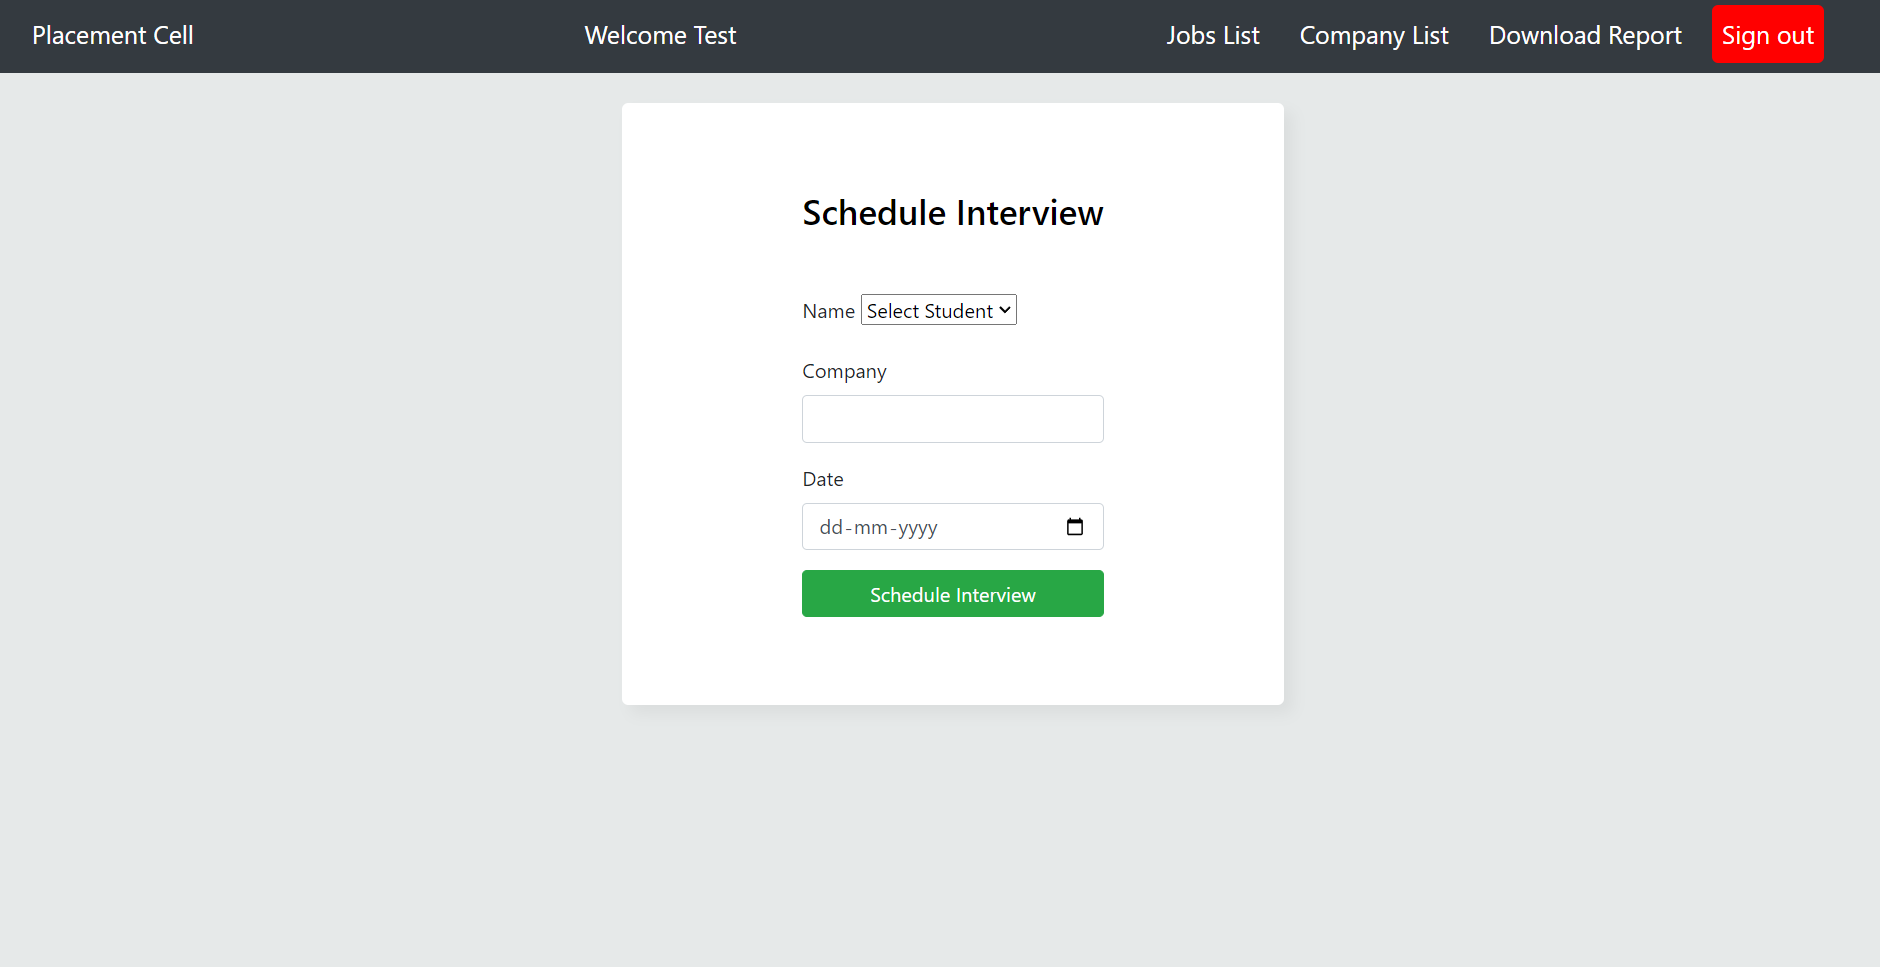 Placement Cell Welcome Test Jobs List Company List Download Report Sign out
Schedule Interview
Name Select Student
Company
Date
dd-mm-yyyy
Schedule Interview